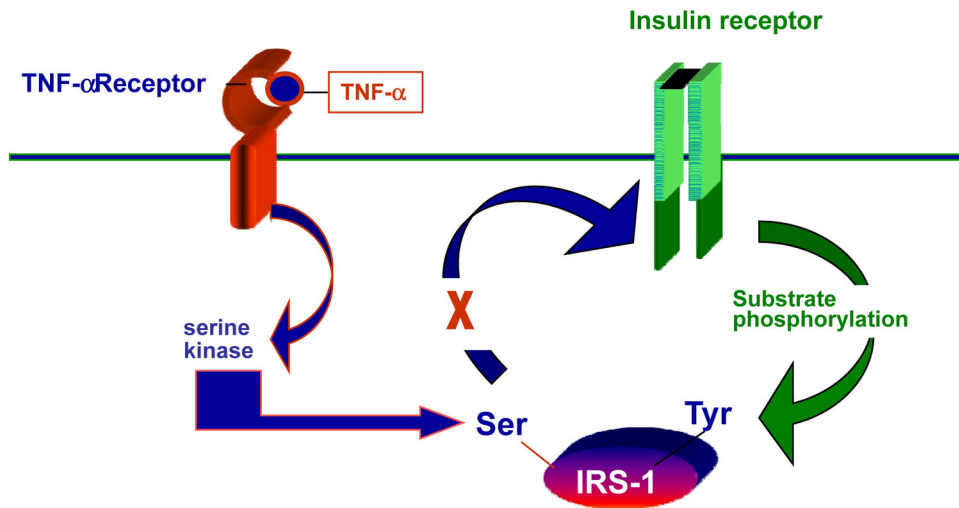 Insulin receptor
TNF-αReceptor
TNF-α
serine
kinase
X
Substrate
phosphorylation
Ser
Tyr
IRS-1